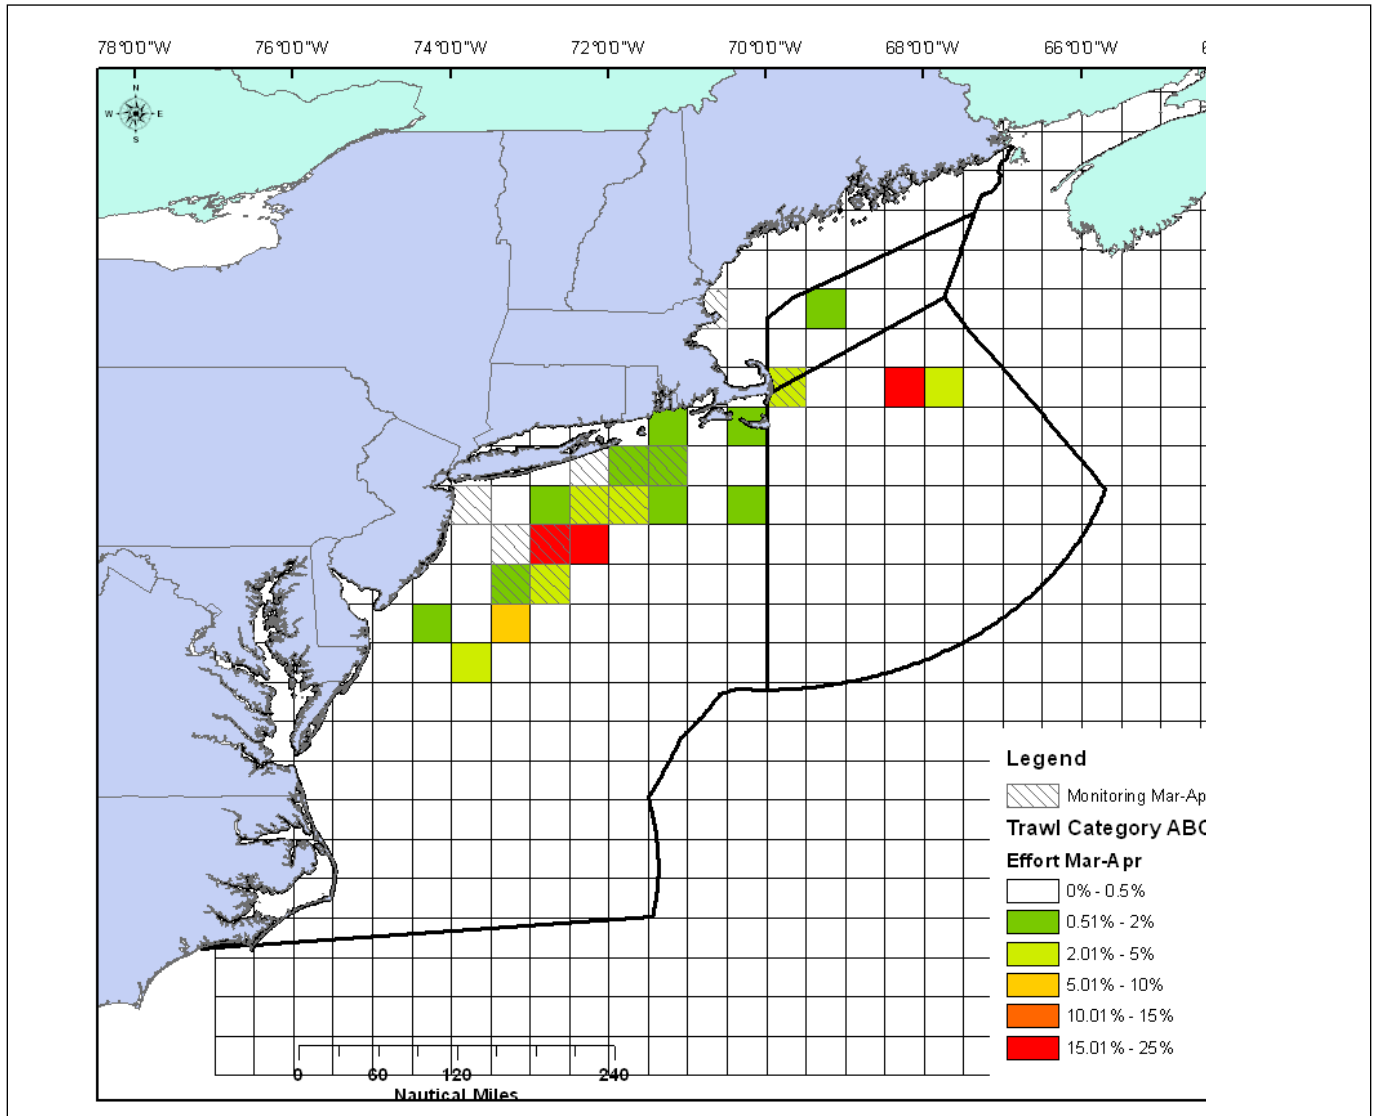 78°0'0"W 76°0'0"W 74°0'0"W 72°0'0"W 70°0'0"W 68°0'0"W 66°0'0"W 6
N
W E
S
Legend
Monitoring Mar-Ap
Trawl Category ABC
Effort Mar-Apr
0% - 0.5%
0.51% - 2%
2.01% - 5%
5.01% - 10%
10.01% - 15%
15.01% - 25%
0 60 120 240
Nautical Miles